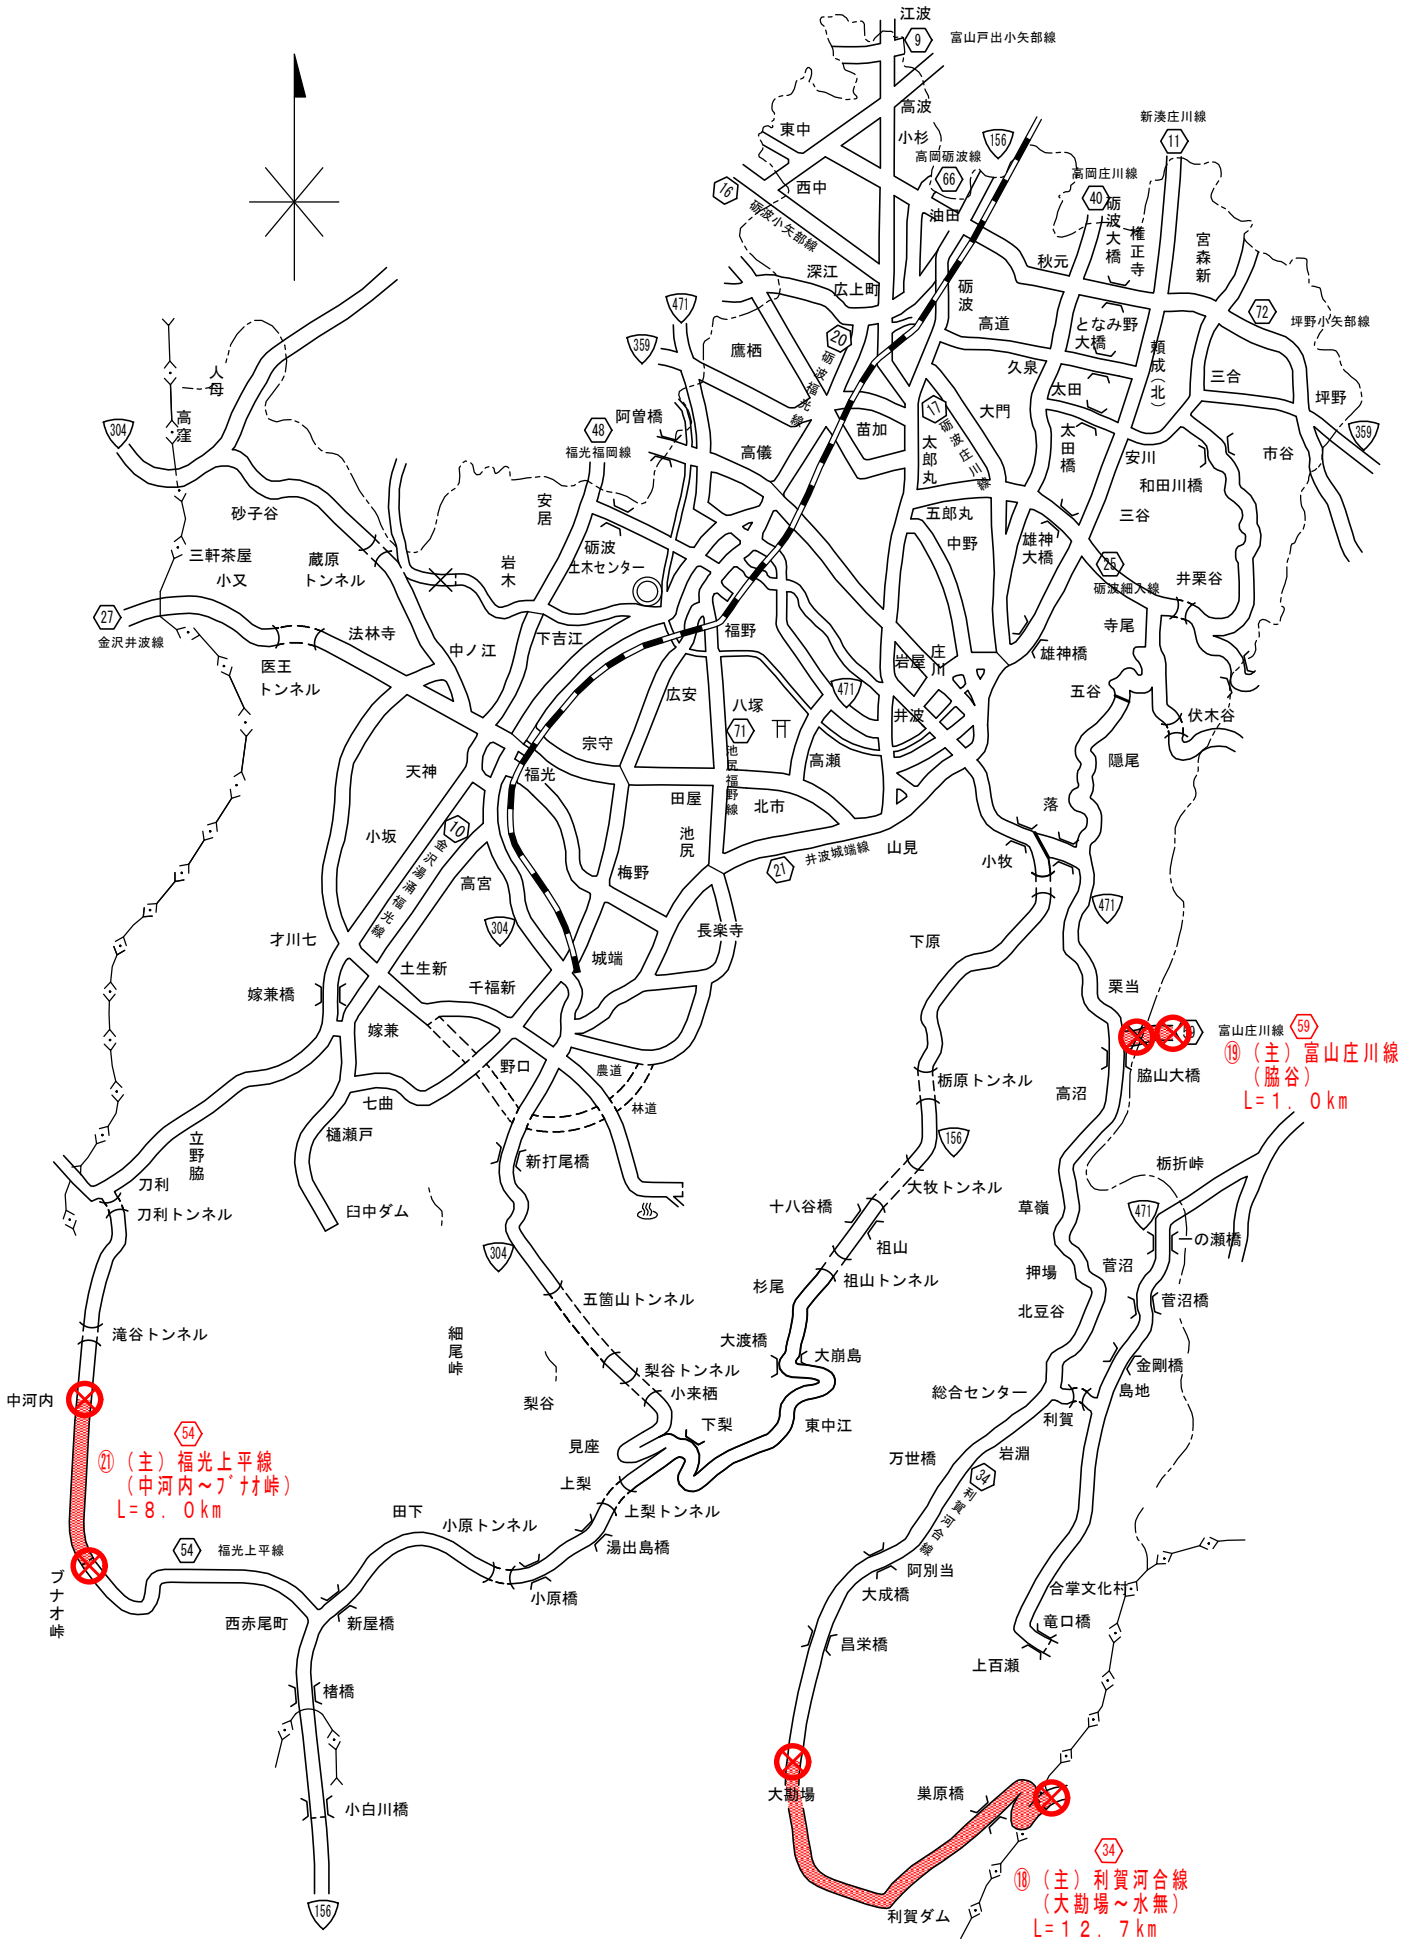 江波
9
富山戸出小矢部線
高波
東中
小杉
156
新湊庄川線
11
高岡砺波線
66
16
西中
砺波小矢部線
高岡庄川線
40
油田
砺波大橋
権正寺
宮森新
秋元
深江
広上町
砺波
471
72
坪野小矢部線
高道
となみ野
大橋
359
鷹栖
20
砺波福光線
久泉
頼成(北)
人母
太田
三合
坪野
高窪
304
48
福光福岡線
阿曽橋
17
砺波庄川線
大門
苗加
太郎丸
太田橋
359
高儀
安川
市谷
和田川橋
安居
砂子谷
五郎丸
三谷
中野
雄神
大橋
三軒茶屋
小又
蔵原
トンネル
岩木
砺波
土木センター
25
砺波細入線
井栗谷
27
金沢井波線
法林寺
寺尾
医王
トンネル
中ノ江
下吉江
福野
岩屋
庄川
雄神橋
広安
471
五谷
八塚
71
井波
伏木谷
宗守
池尻福野線
高瀬
隠尾
天神
福光
田屋
北市
落
小坂
10
金沢湯涌福光線
池尻
21
井波城端線
山見
小牧
高宮
梅野
304
471
長楽寺
才川七
下原
土生新
城端
嫁兼橋
千福新
栗当
嫁兼
59
富山庄川線
59
⑲(主)富山庄川線
(脇谷)
L=1.0km
野口
農道
栃原トンネル
脇山大橋
高沼
七曲
林道
樋瀬戸
立野脇
156
新打尾橋
栃折峠
刀利
大牧トンネル
刀利トンネル
臼中ダム
十八谷橋
草嶺
471
304
祖山
一の瀬橋
菅沼
押場
杉尾
祖山トンネル
五箇山トンネル
北豆谷
菅沼橋
滝谷トンネル
細尾峠
大渡橋
大崩島
金剛橋
梨谷トンネル
小来栖
総合センター
島地
中河内
梨谷
下梨
東中江
利賀
54
見座
岩淵
㉑(主)福光上平線
(中河内~ブナオ峠)
L=8.0km
万世橋
34
利賀河合線
上梨
田下
上梨トンネル
小原トンネル
湯出島橋
54
福光上平線
阿別当
ブナオ峠
小原橋
大成橋
合掌文化村
西赤尾町
新屋橋
竜口橋
昌栄橋
上百瀬
楮橋
大勘場
巣原橋
小白川橋
34
⑱(主)利賀河合線
(大勘場~水無)
L=12.7km
156
利賀ダム